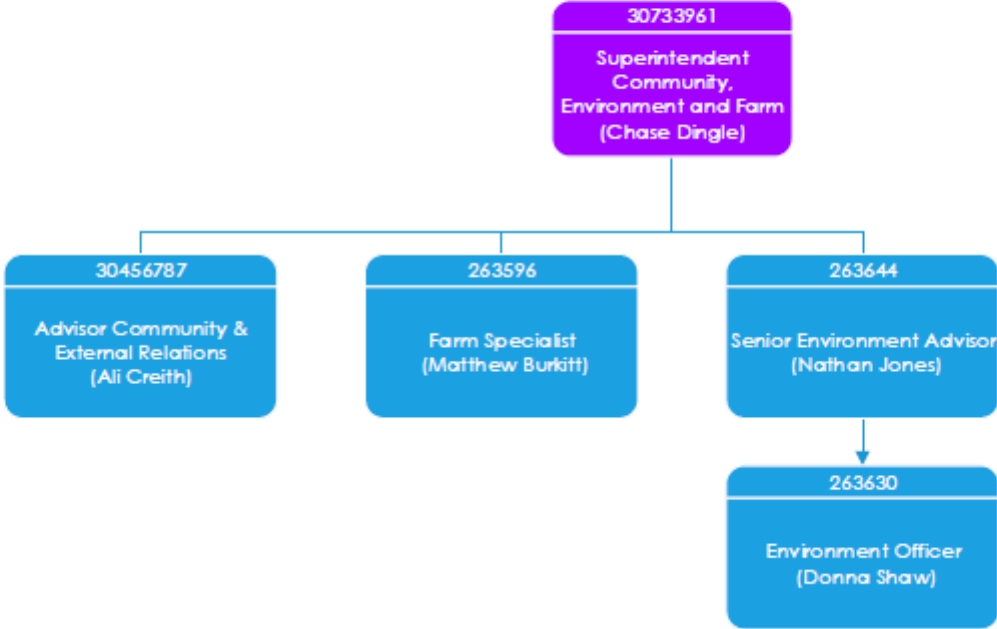 30733961
Superintendent
Community,
Environment and Farm
(Chase Dingle)
30456787
Advisor Community &
External Relations
(Ali Creith)
263596
Farm Specialist
(Matthew Burkitt)
263644
Senior Environment Advisor
(Nathan Jones)
263630
Environment Officer
(Donna Shaw)